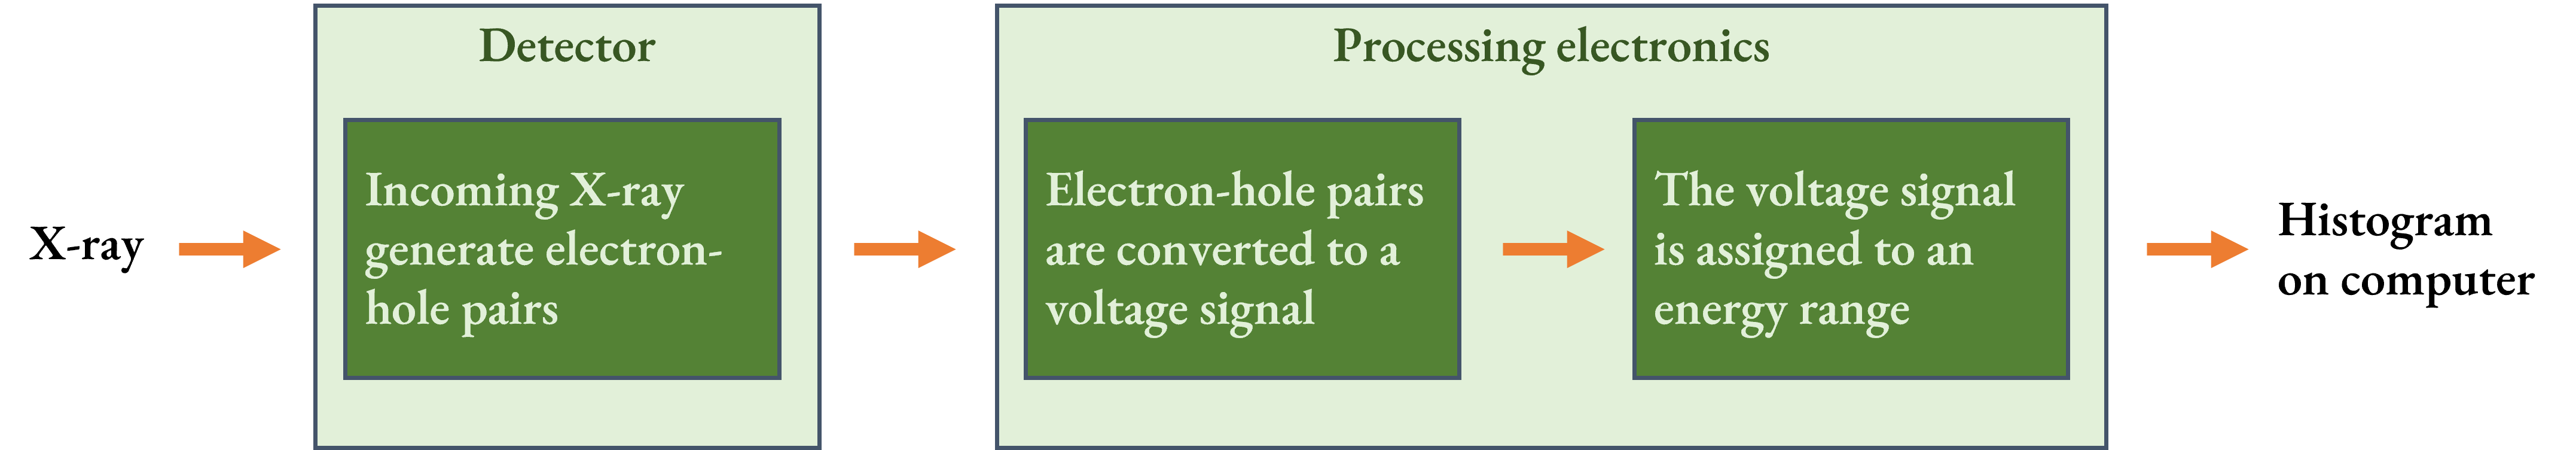 Detector
Processing electronics
X-ray
Incoming X-ray
generate electron-
hole pairs
Electron-hole pairs
are converted to a
voltage signal
The voltage signal
is assigned to an
energy range
Histogram
on computer